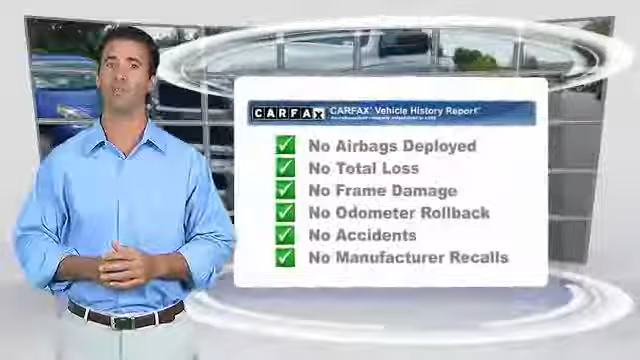 CARFAX CARFAX Vehicle History Report™
No Airbags Deployed
No Total Loss
No Frame Damage
No Odometer Rollback
No Accidents
No Manufacturer Recalls